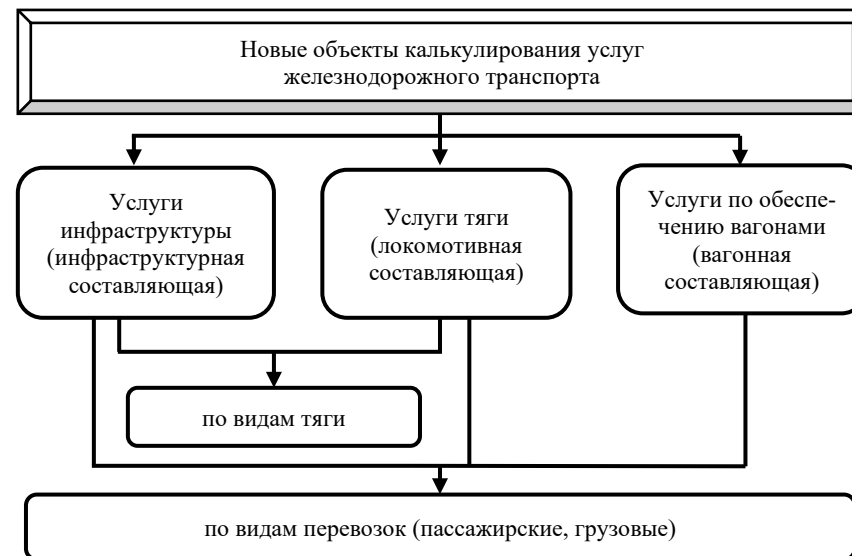 Новые объекты калькулирования услуг
железнодорожного транспорта
Услуги
инфраструктуры
(инфраструктурная
составляющая)
Услуги тяги
(локомотивная
составляющая)
Услуги по обеспе-
чению вагонами
(вагонная
составляющая)
по видам тяги
по видам перевозок (пассажирские, грузовые)